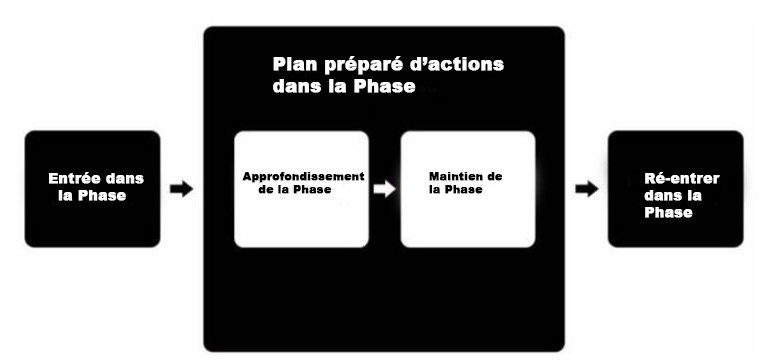 Plan préparé d’actions
dans la Phase
Entrée dans
la Phase
Approfondissement
de la Phase
Maintien de
la Phase
Ré-entrer
dans la
Phase